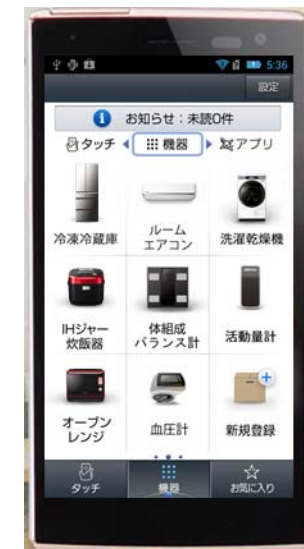 5:36
設定
お知らせ：未読0件
タッチ
機器
アプリ
冷凍冷蔵庫
ルーム
エアコン
洗濯乾燥機
IHジャー
炊飯器
体組成
バランス計
活動量計
オーブン
レンジ
血圧計
新規登録
タッチ
機器
お気に入り